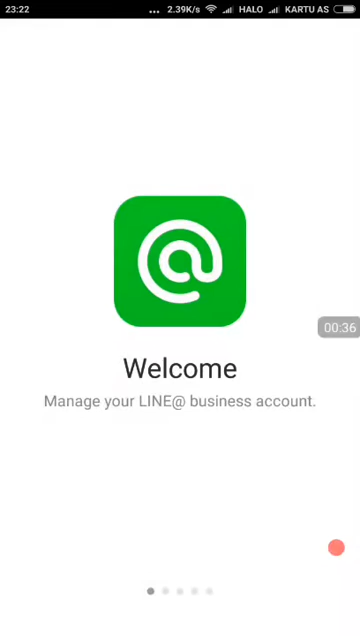 23:22 ... 2.39K/s HALO KARTU AS
@
00:36
Welcome
Manage your LINE@ business account.